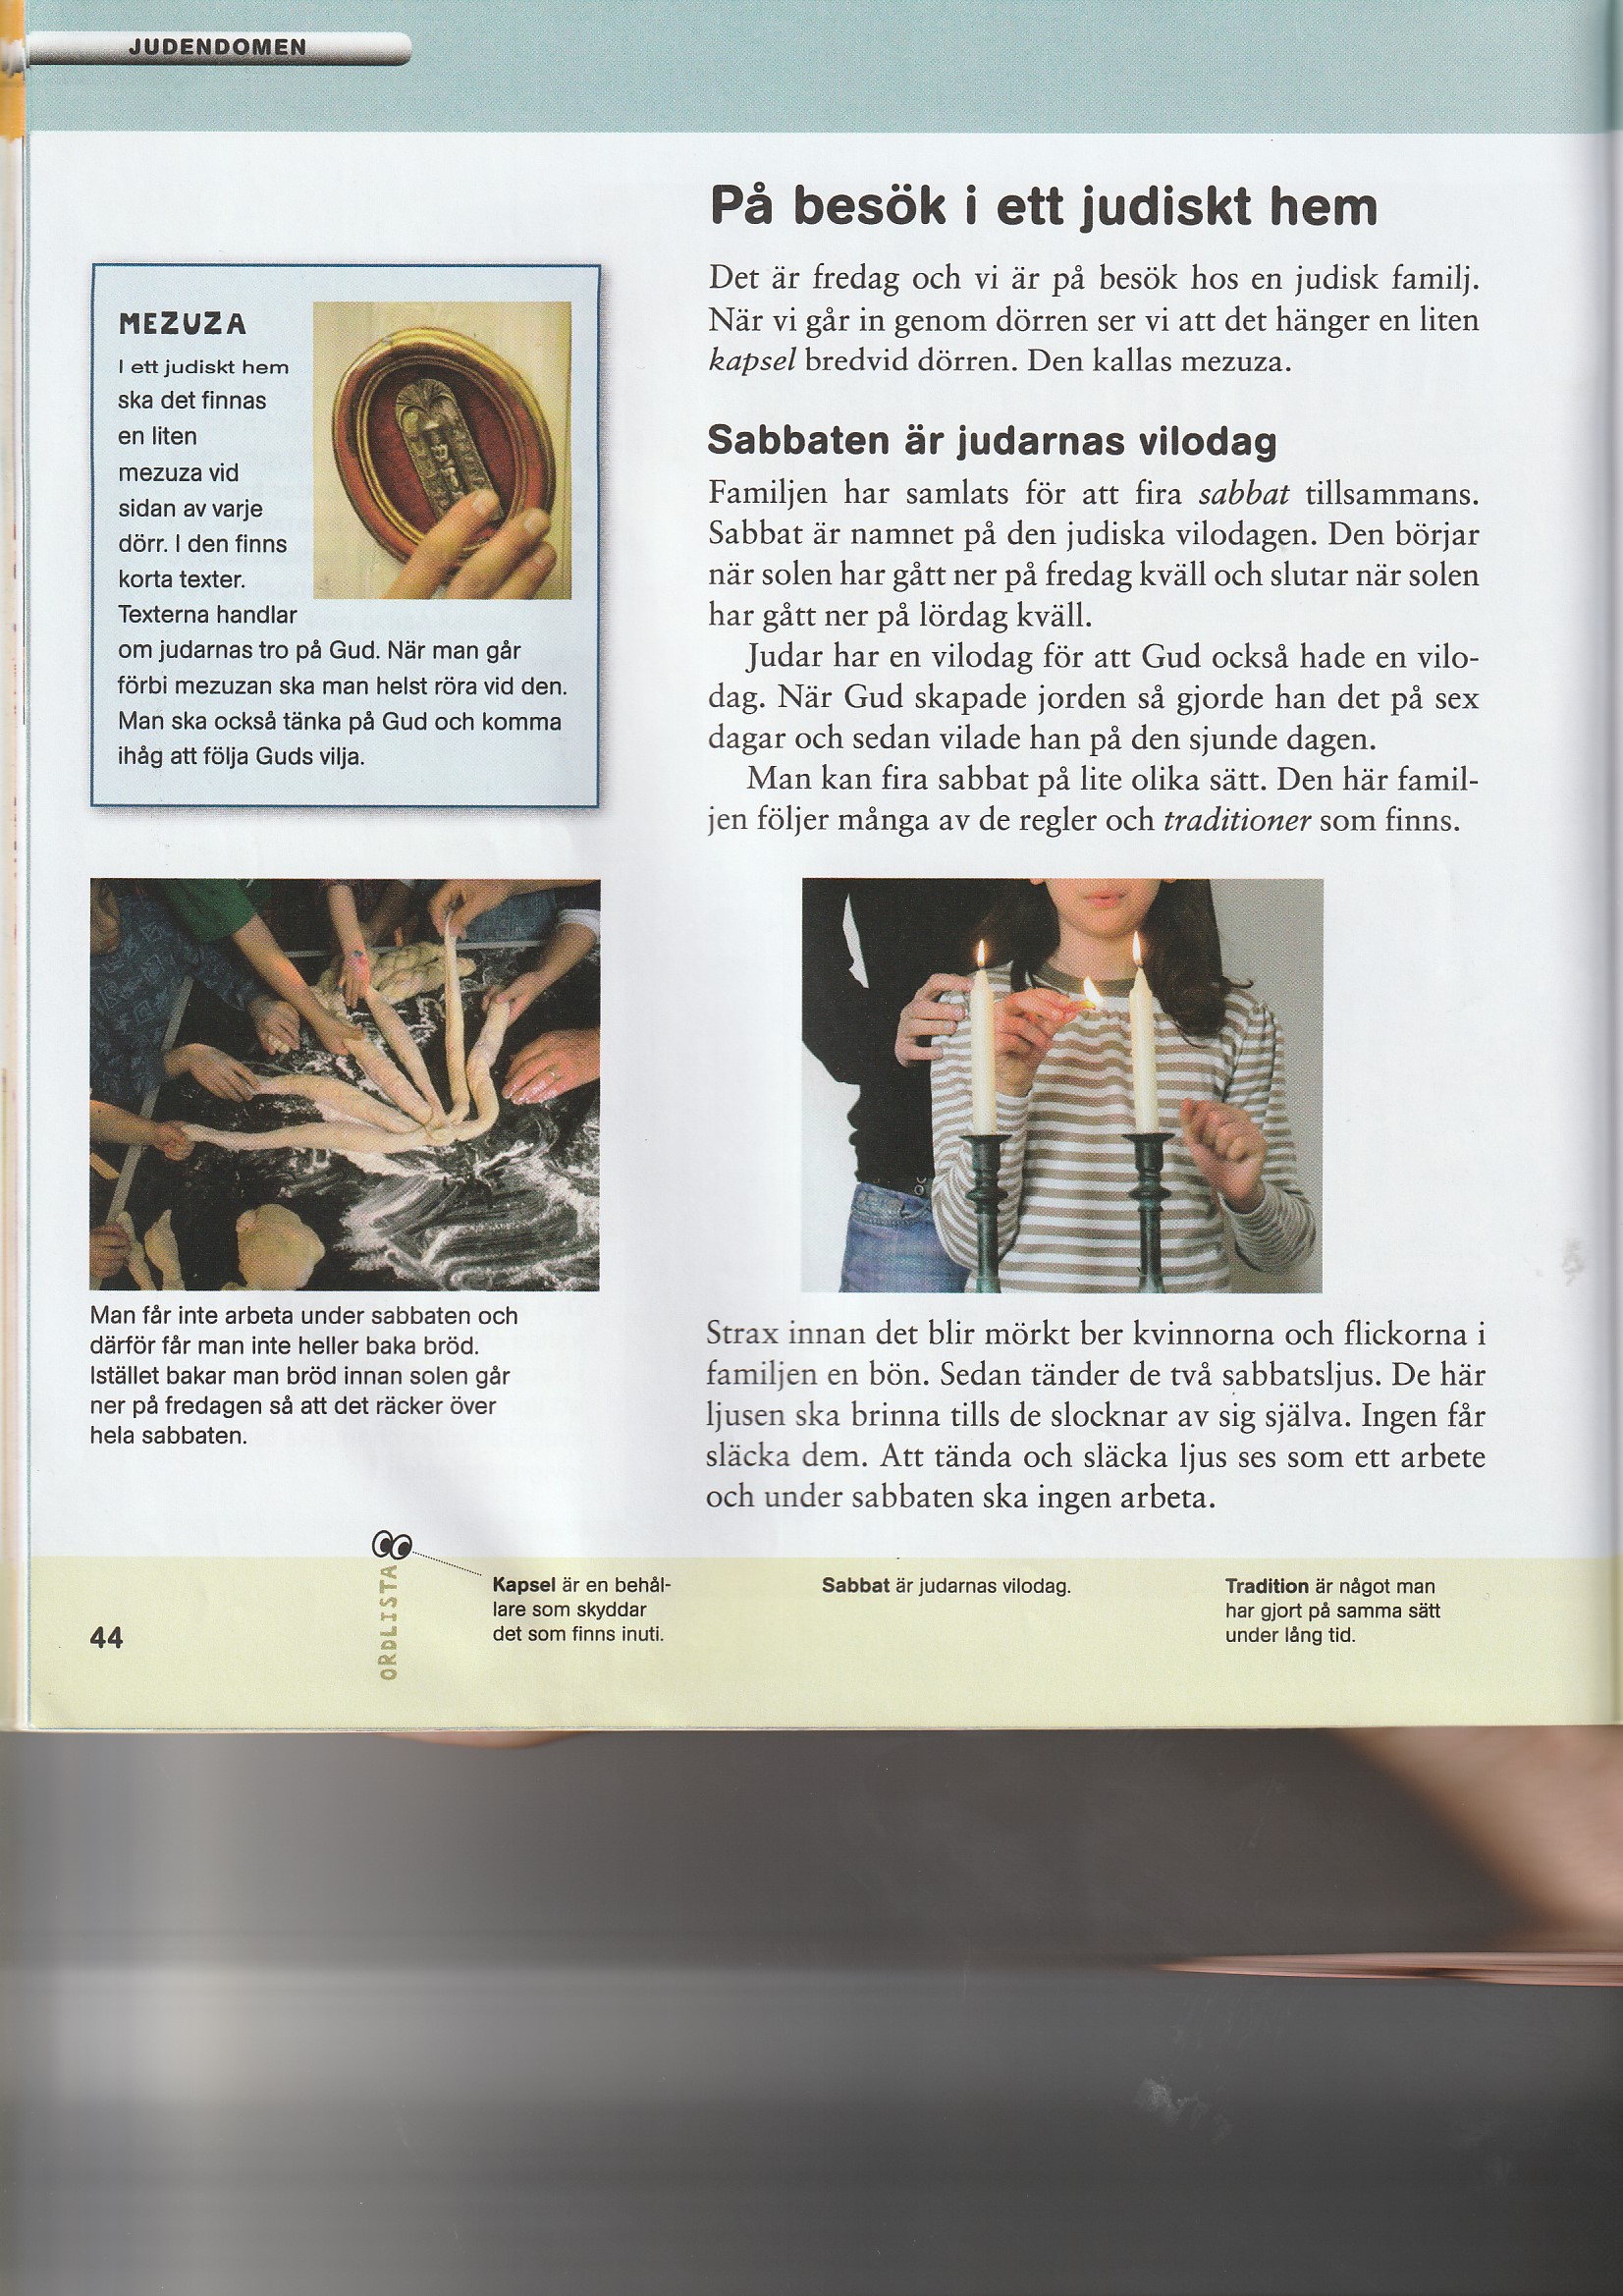 JUDENDOMEN
På besök i ett judiskt hem
Det är fredag och vi är på besök hos en judisk familj.
När vi går in genom dörren ser vi att det hänger en liten
kapsel bredvid dörren. Den kallas mezuza.
Sabbaten är judarnas vilodag
Familjen har samlats för att fira sabbat tillsammans.
Sabbat är namnet på den judiska vilodagen. Den börjar
när solen har gått ner på fredag kväll och slutar när solen
har gått ner på lördag kväll.
Judar har en vilodag för att Gud också hade en vilo-
dag. När Gud skapade jorden så gjorde han det på sex
dagar och sedan vilade han på den sjunde dagen.
Man kan fira sabbat på lite olika sätt. Den här famil-
jen följer många av de regler och traditioner som finns.
MEZUZA
I ett judiskt hem
ska det finnas
en liten
mezuza vid
sidan av varje
dörr. I den finns
korta texter.
Texterna handlar
om judarnas tro på Gud. När man går
förbi mezuzan ska man helst röra vid den.
Man ska också tänka på Gud och komma
ihåg att följa Guds vilja.
Man får inte arbeta under sabbaten och
därför får man inte heller baka bröd.
Istället bakar man bröd innan solen går
ner på fredagen så att det räcker över
hela sabbaten.
Strax innan det blir mörkt ber kvinnorna och flickorna i
familjen en bön. Sedan tänder de två sabbatsljus. De här
ljusen ska brinna tills de slocknar av sig själva. Ingen får
släcka dem. Att tända och släcka ljus ses som ett arbete
och under sabbaten ska ingen arbeta.
44
ORDLISTA
Kapsel är en behål-
lare som skyddar
det som finns inuti.
Sabbat är judarnas vilodag.
Tradition är något man
har gjort på samma sätt
under lång tid.